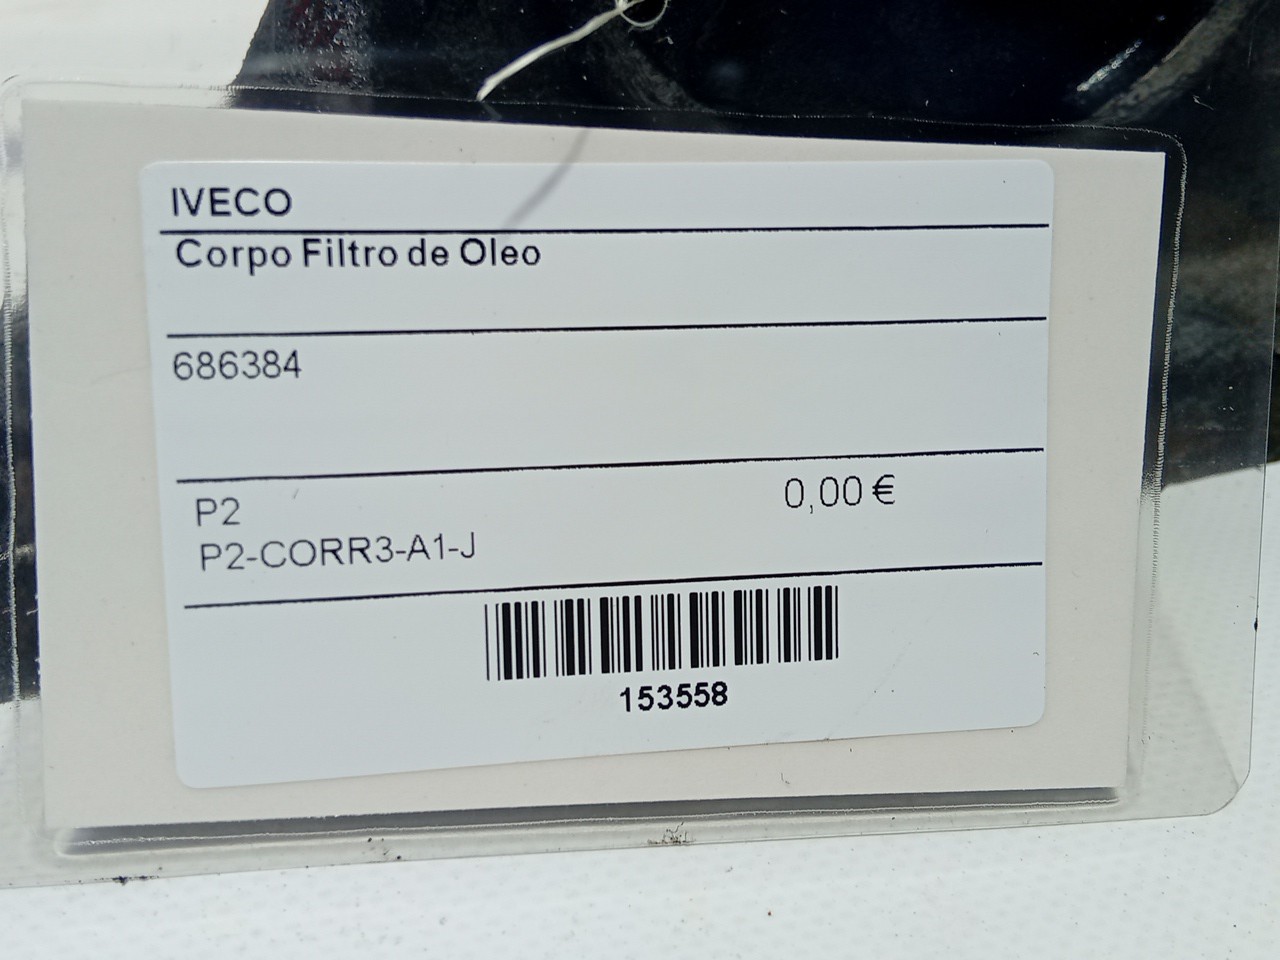 IVECO
Corpo Filtro de Oleo
686384
P2 0,00 €
P2-CORR3-A1-J
153558